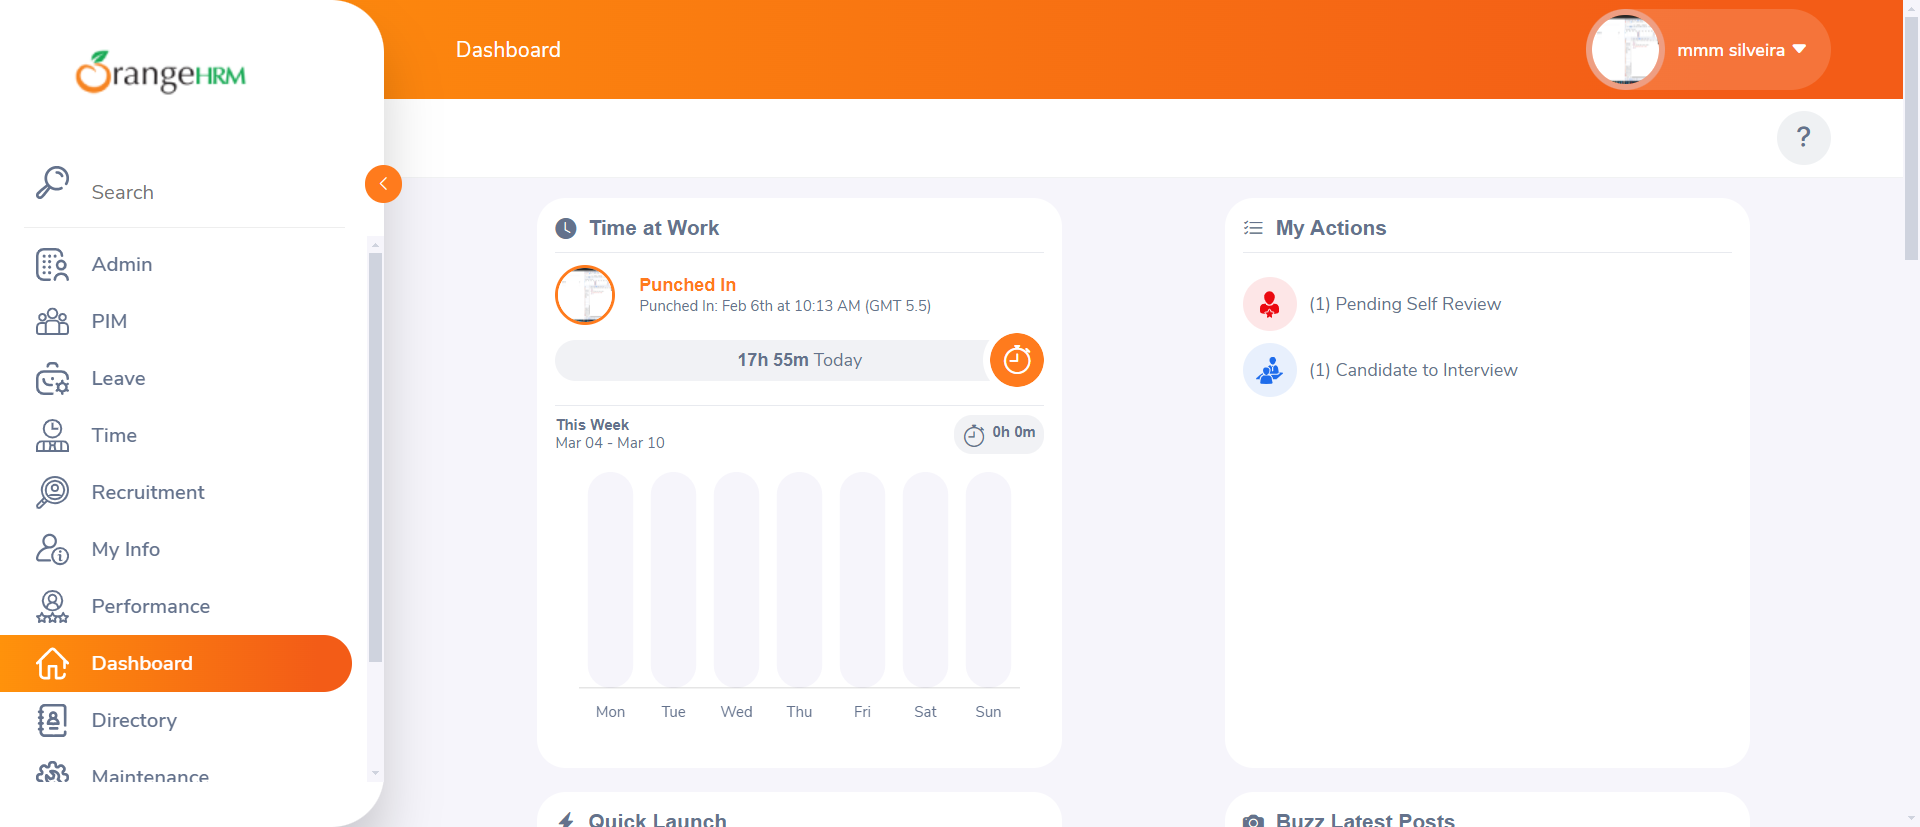 OrangeHRM
Dashboard
mmm silveira
?
Search
Admin
PIM
Leave
Time
Recruitment
My Info
Performance
Dashboard
Directory
Maintenance
Time at Work
Punched In
Punched In: Feb 6th at 10:13 AM (GMT 5.5)
17h 55m Today
This Week
Mar 04 - Mar 10
0h 0m
Mon Tue Wed Thu Fri Sat Sun
My Actions
(1) Pending Self Review
(1) Candidate to Interview
Quick Launch
Buzz Latest Posts